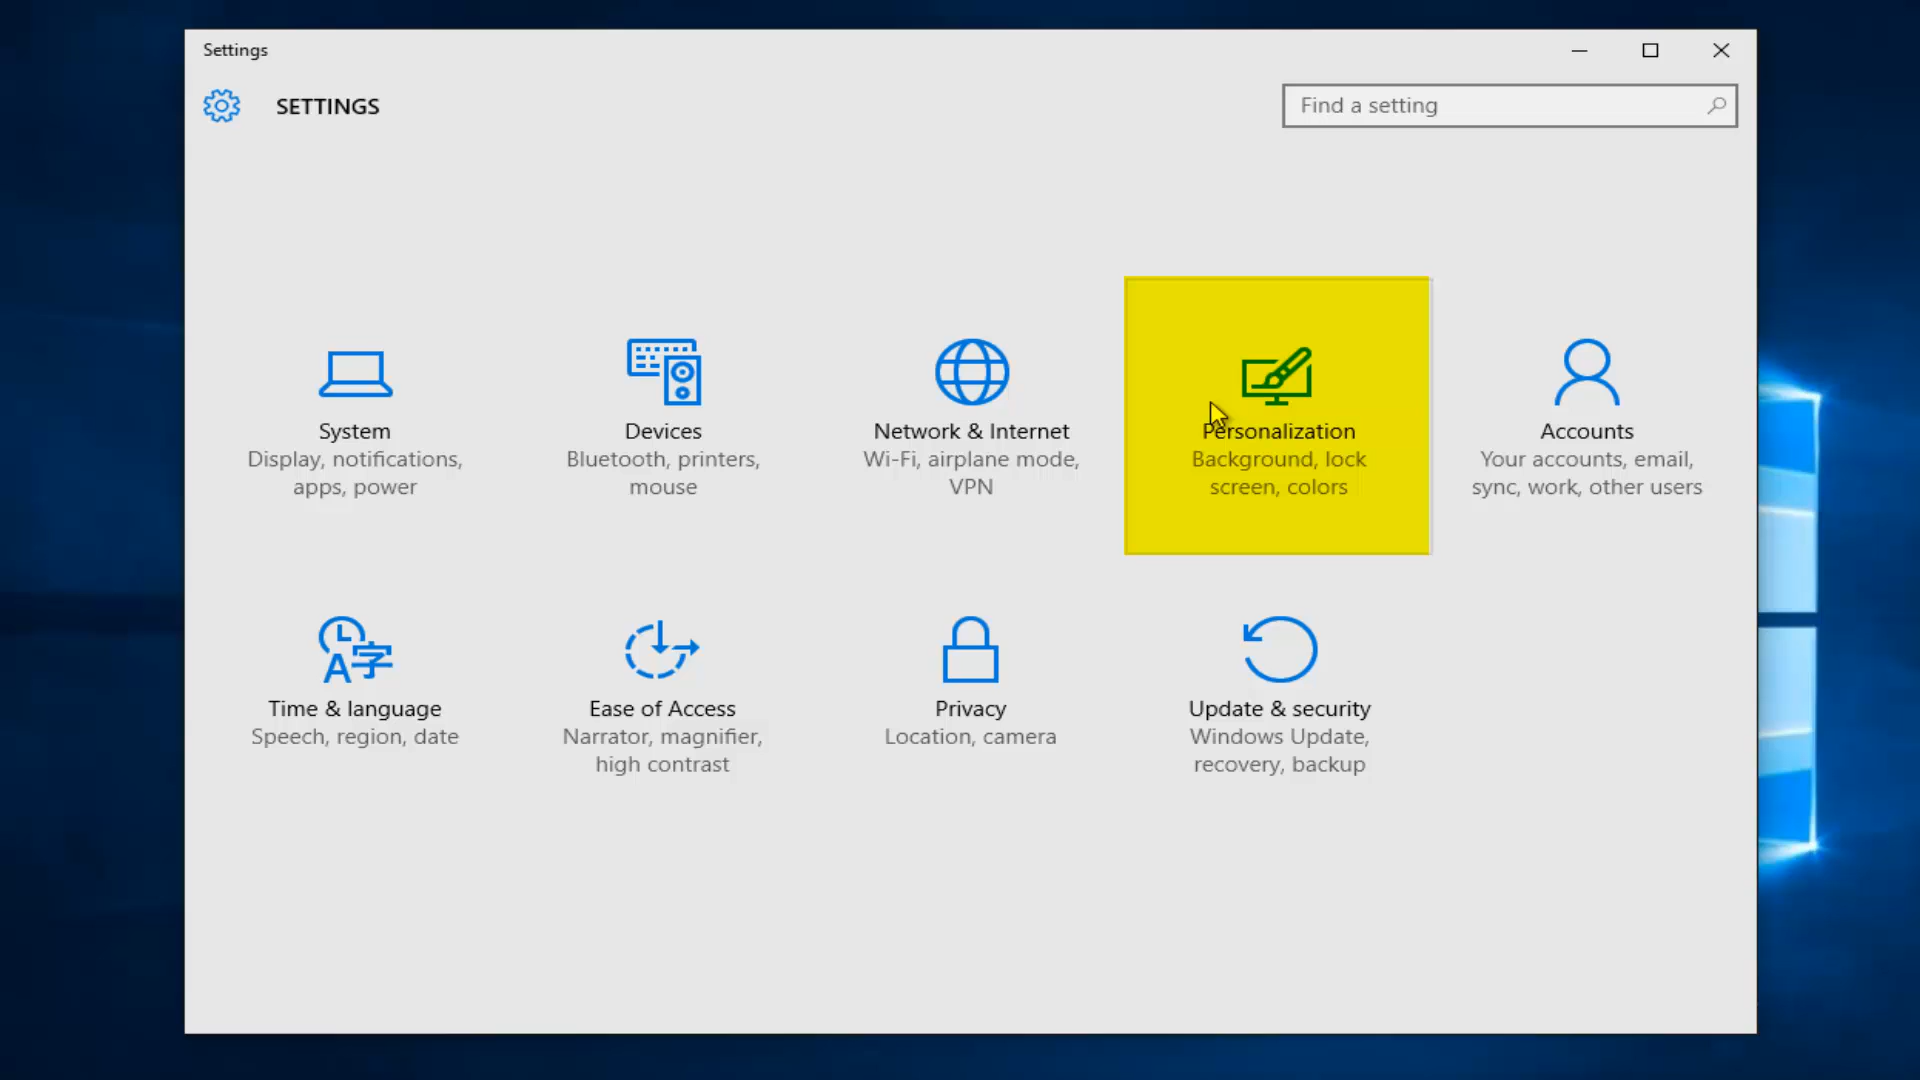 Settings
SETTINGS
Find a setting
System
Display, notifications,
apps, power
Devices
Bluetooth, printers,
mouse
Network & Internet
Wi-Fi, airplane mode,
VPN
Personalization
Background, lock
screen, colors
Accounts
Your accounts, email,
sync, work, other users
A字
Time & language
Speech, region, date
Ease of Access
Narrator, magnifier,
high contrast
Privacy
Location, camera
Update & security
Windows Update,
recovery, backup